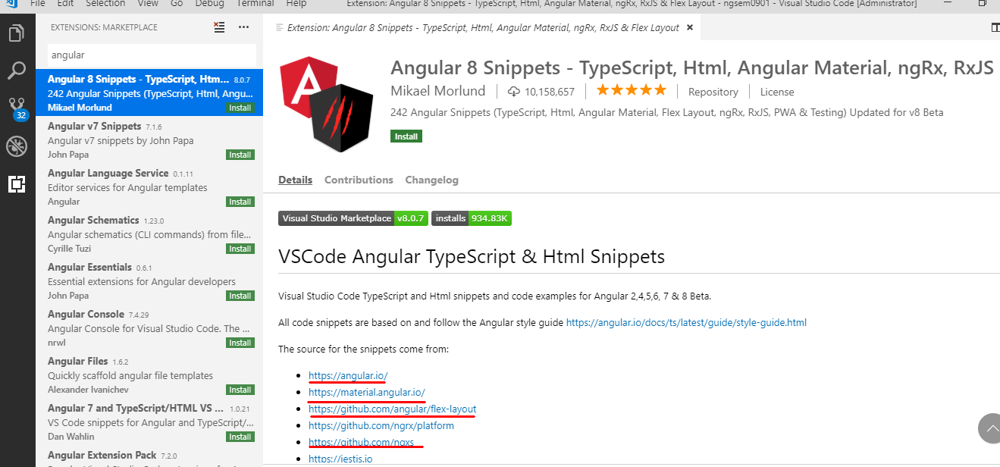 File Edit Selection View Go Debug Terminal Help Extension: Angular 8 Snippets - TypeScript, Html, Angular Material, ngRx, RxJS & Flex Layout - ngsem0901 - Visual Studio Code [Administrator]
EXTENSIONS: MARKETPLACE
angular
Angular 8 Snippets - TypeScript, Htm... 8.0.7
242 Angular Snippets (TypeScript, Html, Angu...
Mikael Morlund Install
Angular v7 Snippets 7.1.6
Angular v7 snippets by John Papa
John Papa Install
Angular Language Service 0.1.11
Editor services for Angular templates
Angular Install
Angular Schematics 1.23.0
Angular schematics (CLI commands) from file...
Cyrille Tuzi Install
Angular Essentials 0.6.1
Essential extensions for Angular developers
John Papa Install
Angular Console 7.4.29
Angular Console for Visual Studio Code. The ...
nrwl Install
Angular Files 1.6.2
Quickly scaffold angular file templates
Alexander Ivanichev Install
Angular 7 and TypeScript/HTML VS ... 1.0.21
VS Code snippets for Angular and TypeScript/...
Dan Wahlin Install
Angular Extension Pack 7.2.0
32
Extension: Angular 8 Snippets - TypeScript, Html, Angular Material, ngRx, RxJS & Flex Layout
A
Angular 8 Snippets - TypeScript, Html, Angular Material, ngRx, RxJS
Mikael Morlund 10,158,657 Repository License
242 Angular Snippets (TypeScript, Html, Angular Material, Flex Layout, ngRx, RxJS, PWA & Testing) Updated for v8 Beta
Install
Details Contributions Changelog
Visual Studio Marketplace v8.0.7 installs 934.83K
VSCode Angular TypeScript & Html Snippets
Visual Studio Code TypeScript and Html snippets and code examples for Angular 2,4,5,6, 7 & 8 Beta.
All code snippets are based on and follow the Angular style guide https://angular.io/docs/ts/latest/guide/style-guide.html
The source for the snippets come from:
https://angular.io/
https://material.angular.io/
https://github.com/angular/flex-layout
https://github.com/ngrx/platform
https://github.com/ngxs
https://jestjs.io